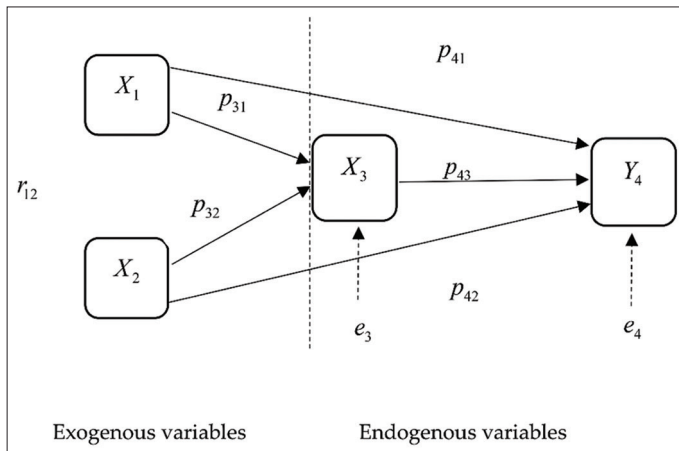 p₄₁
X₁
p₃₁
X₃
Y₄
p₄₃
r₁₂
p₃₂
X₂
p₄₂
e₃
e₄
Exogenous variables
Endogenous variables